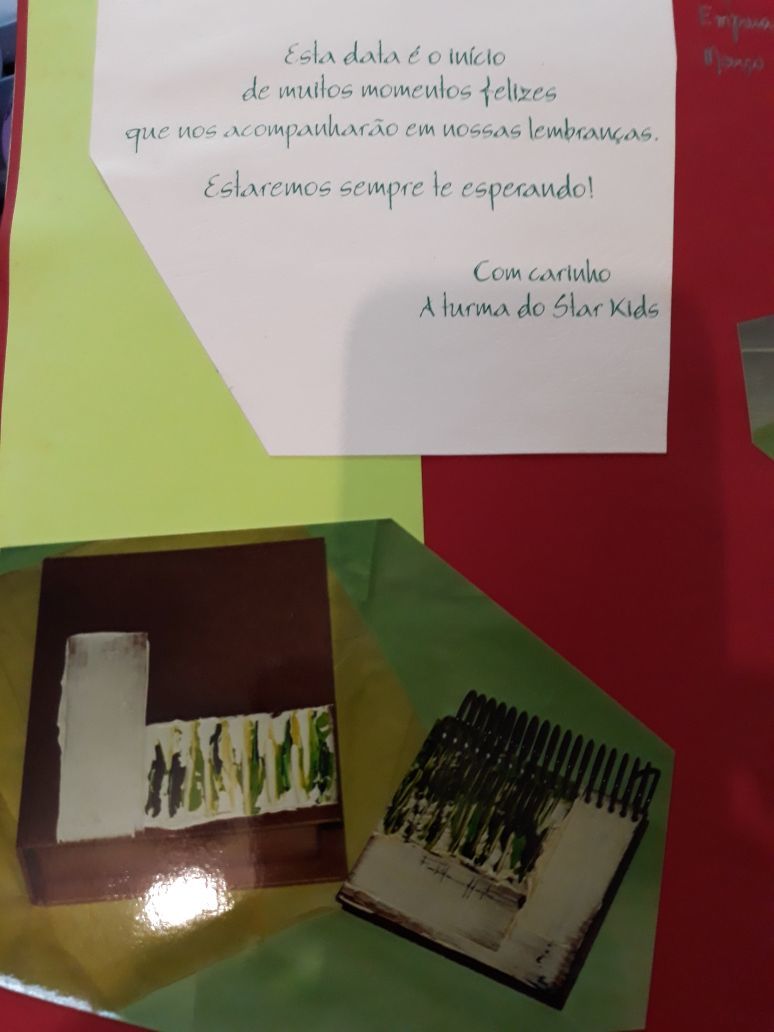 Esta data é o início
de muitos momentos felizes
que nos acompanharão em nossas lembranças.
Estaremos sempre te esperando!
Com carinho
A turma do Star Kids